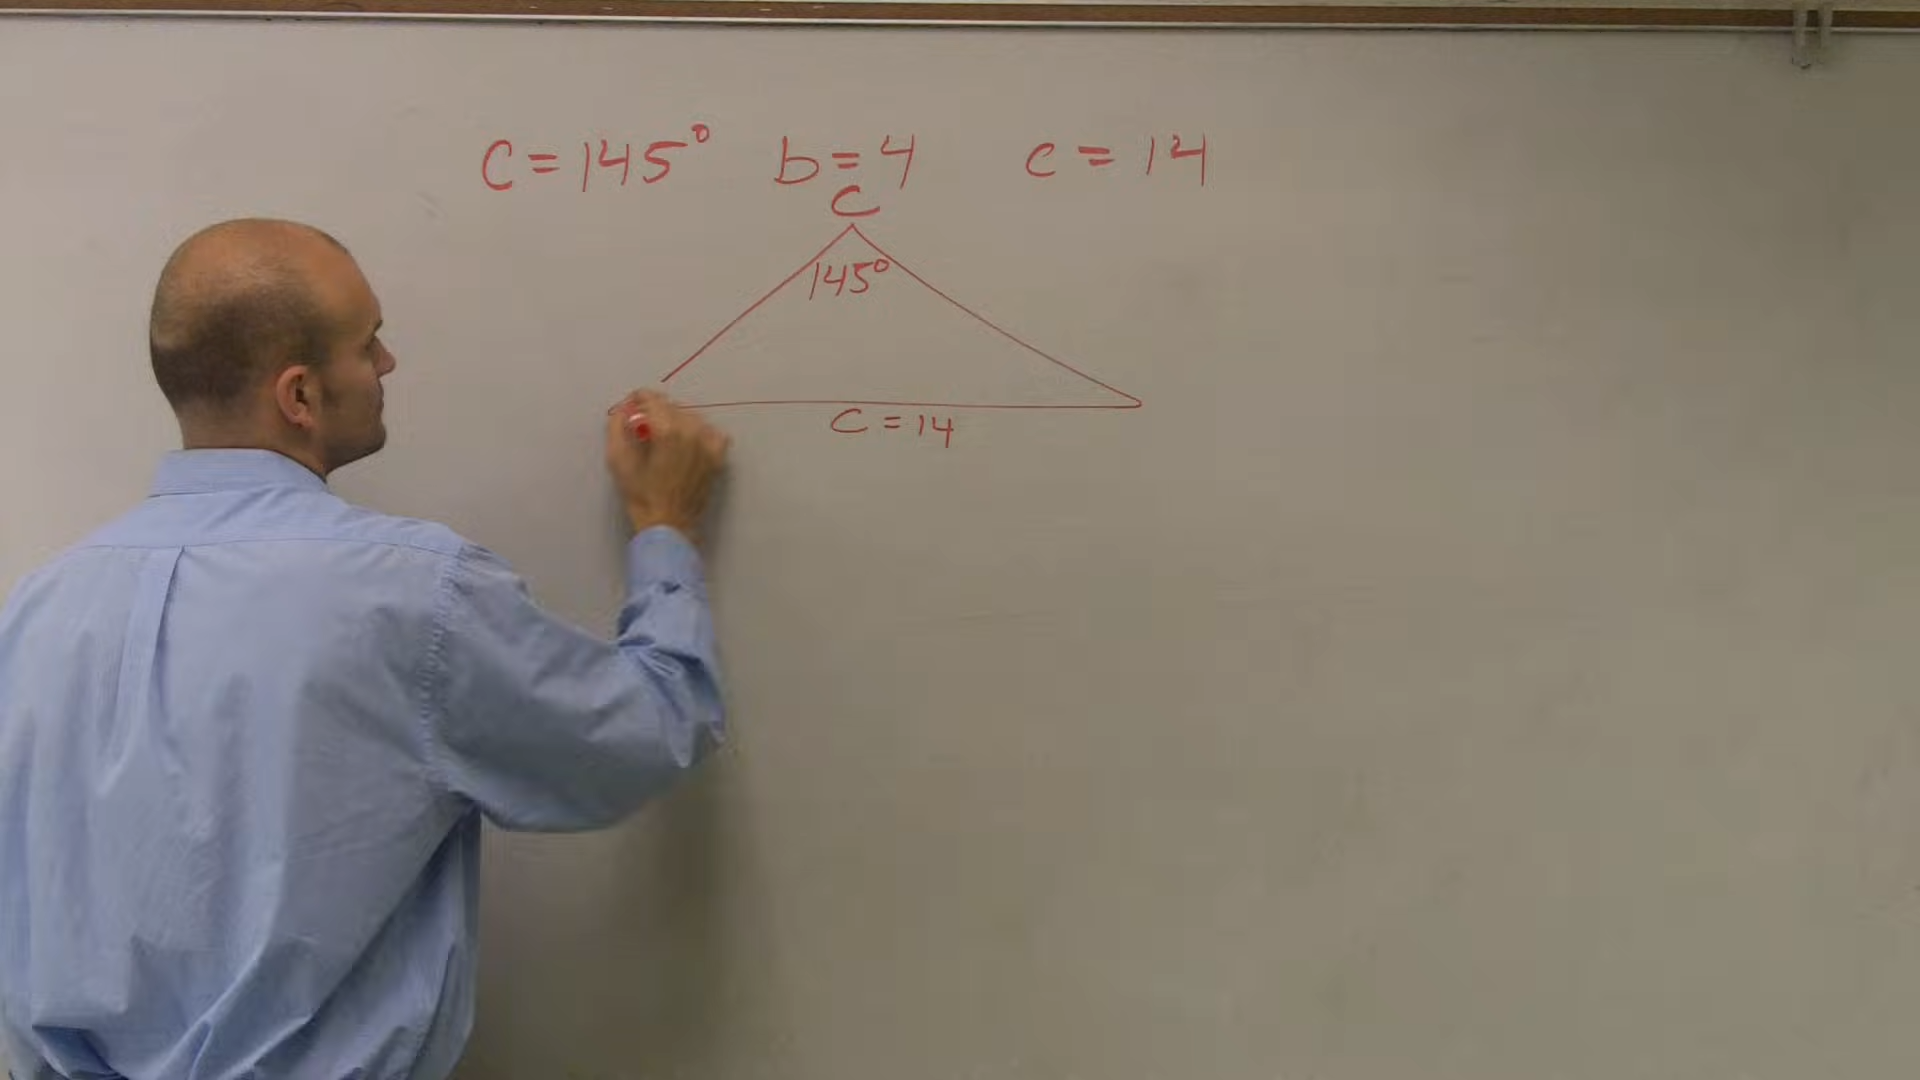 C = 145° b = 4 c = 14
C
145°
C = 14